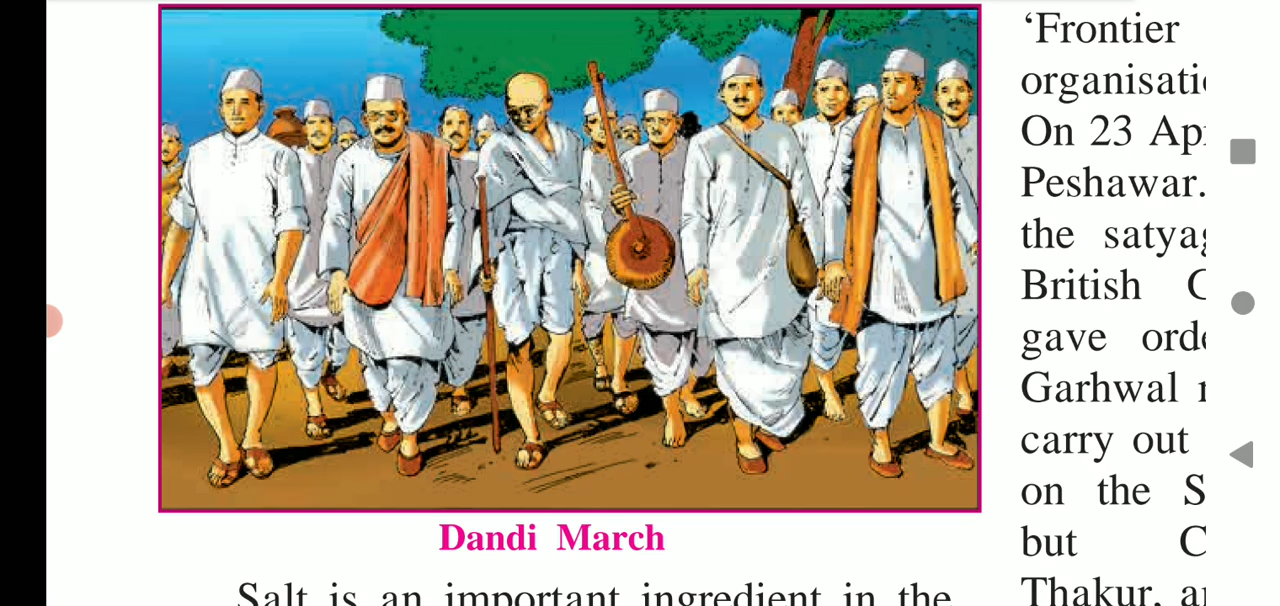 Dandi March
Salt is an important ingredient in the
‘Frontier
On 23
Peshawar.
the
British
gave
Garhwal
carry out
on the
but
Thakur,